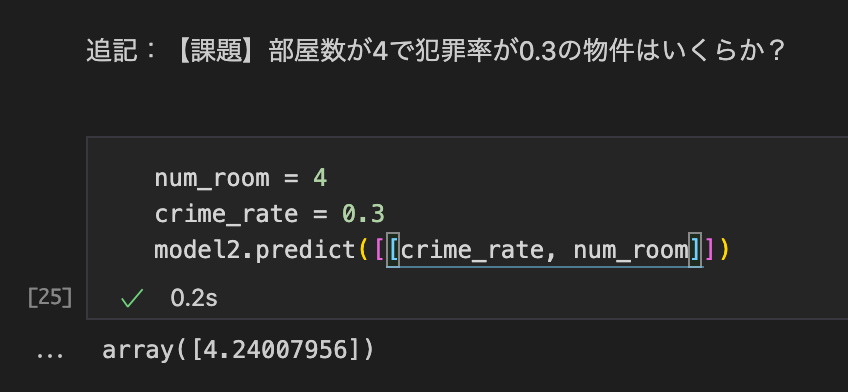 追記：【課題】部屋数が4で犯罪率が0.3の物件はいくらか？
num_room = 4
crime_rate = 0.3
model2.predict([[crime_rate, num_room]])
[25] ✓ 0.2s
... array([4.24007956])